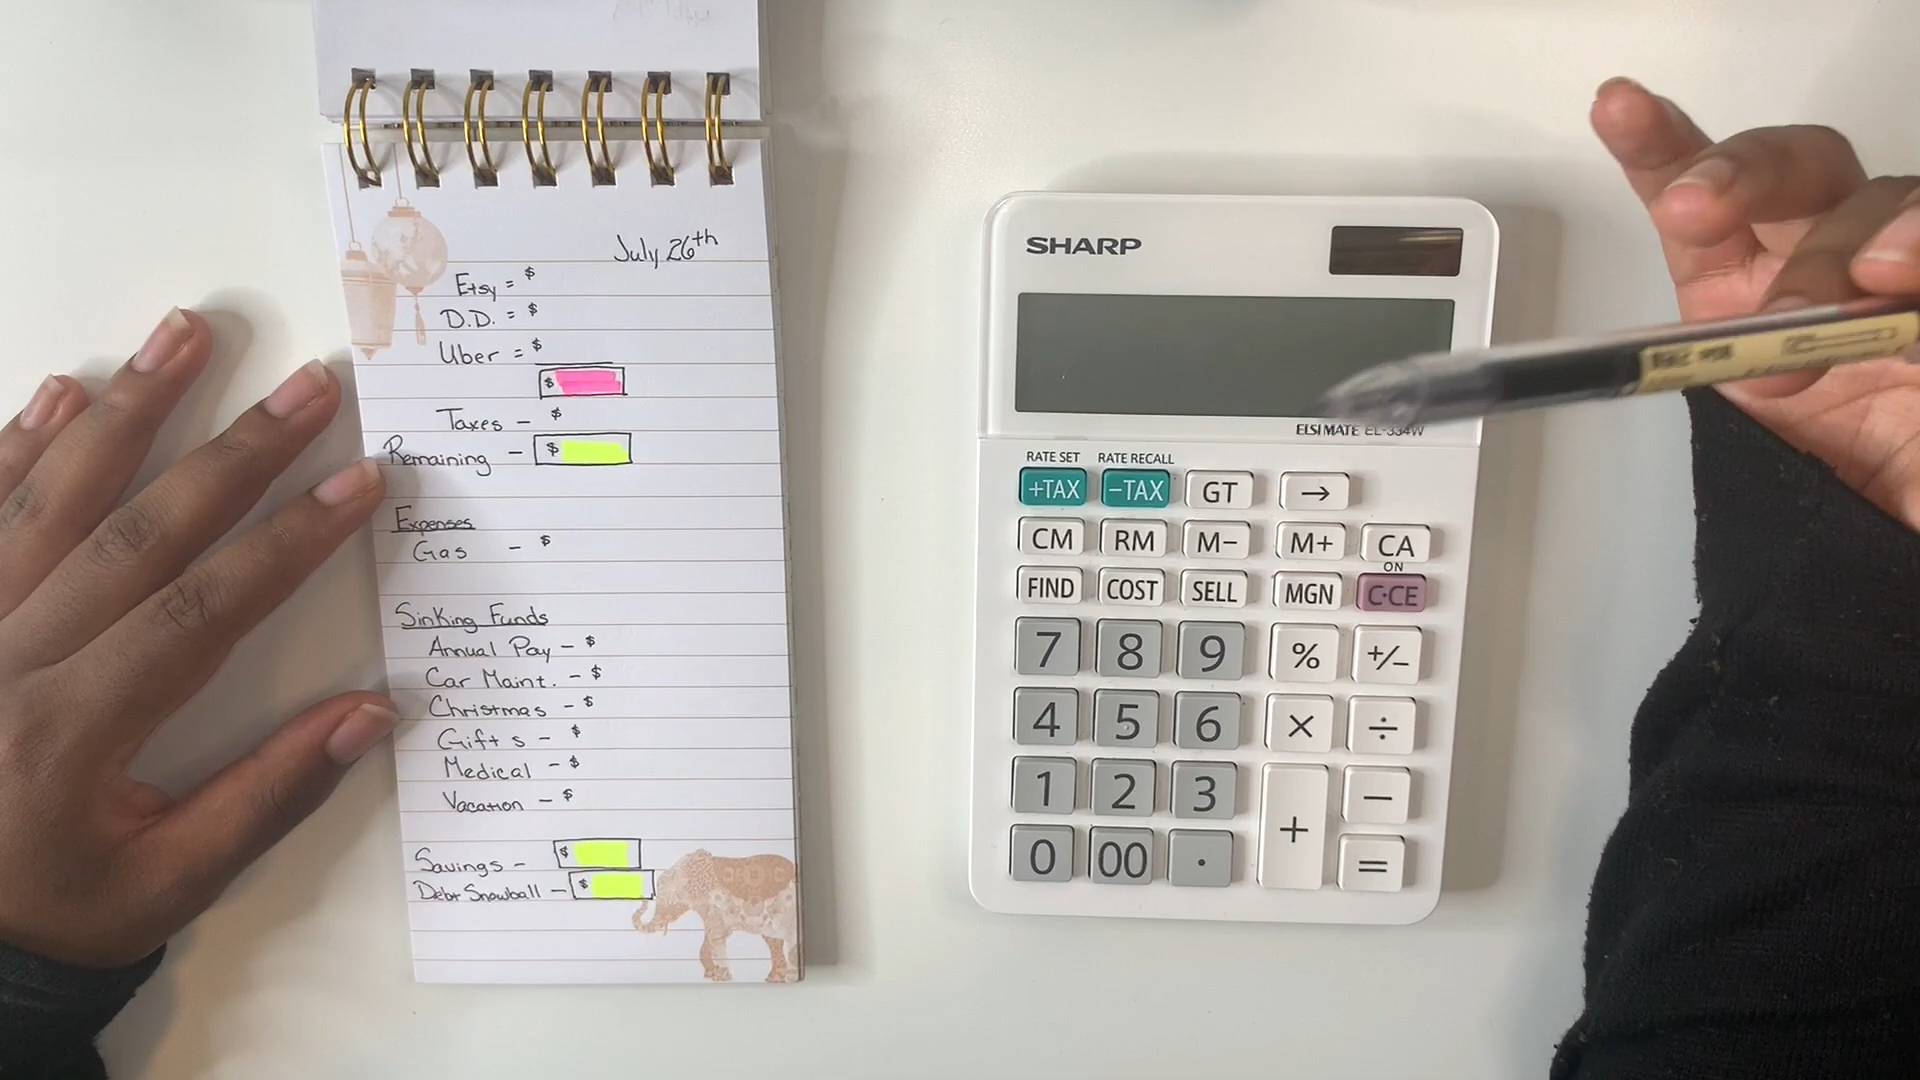 July 26th
Etsy = $
D.D. = $
Uber = $
$
Taxes - $
Remaining - $
Expenses
Gas - $
Sinking Funds
Annual Pay - $
Car Maint. - $
Christmas - $
Gifts - $
Medical - $
Vacation - $
Savings - $
Debt Snowball - $
SHARP
ELSI MATE EL-334W
RATE SET RATE RECALL
+TAX -TAX GT →
CM RM M- M+ CA
ON
FIND COST SELL MGN C·CE
7 8 9 % +/-
4 5 6 × ÷
1 2 3 + -
0 00 . =